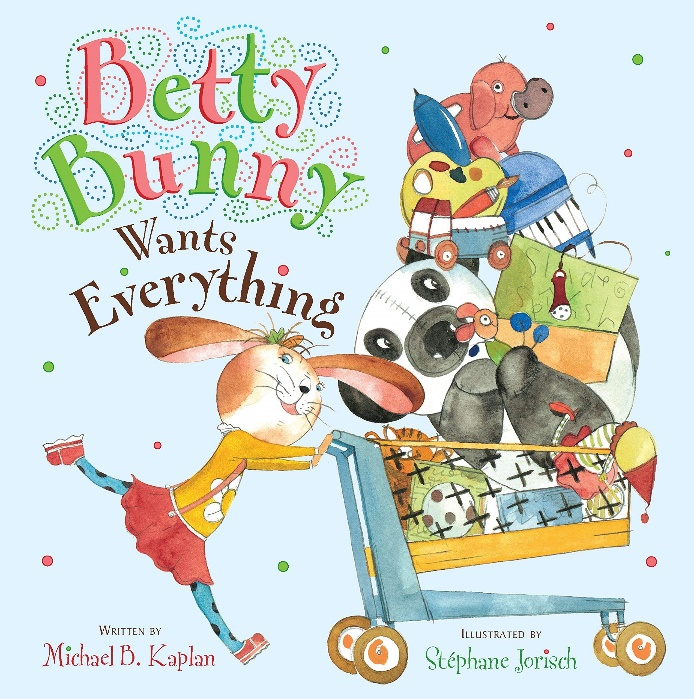 Betty
Bunny
Wants
Everything
WRITTEN BY
Michael B. Kaplan
ILLUSTRATED BY
Stéphane Jorisch